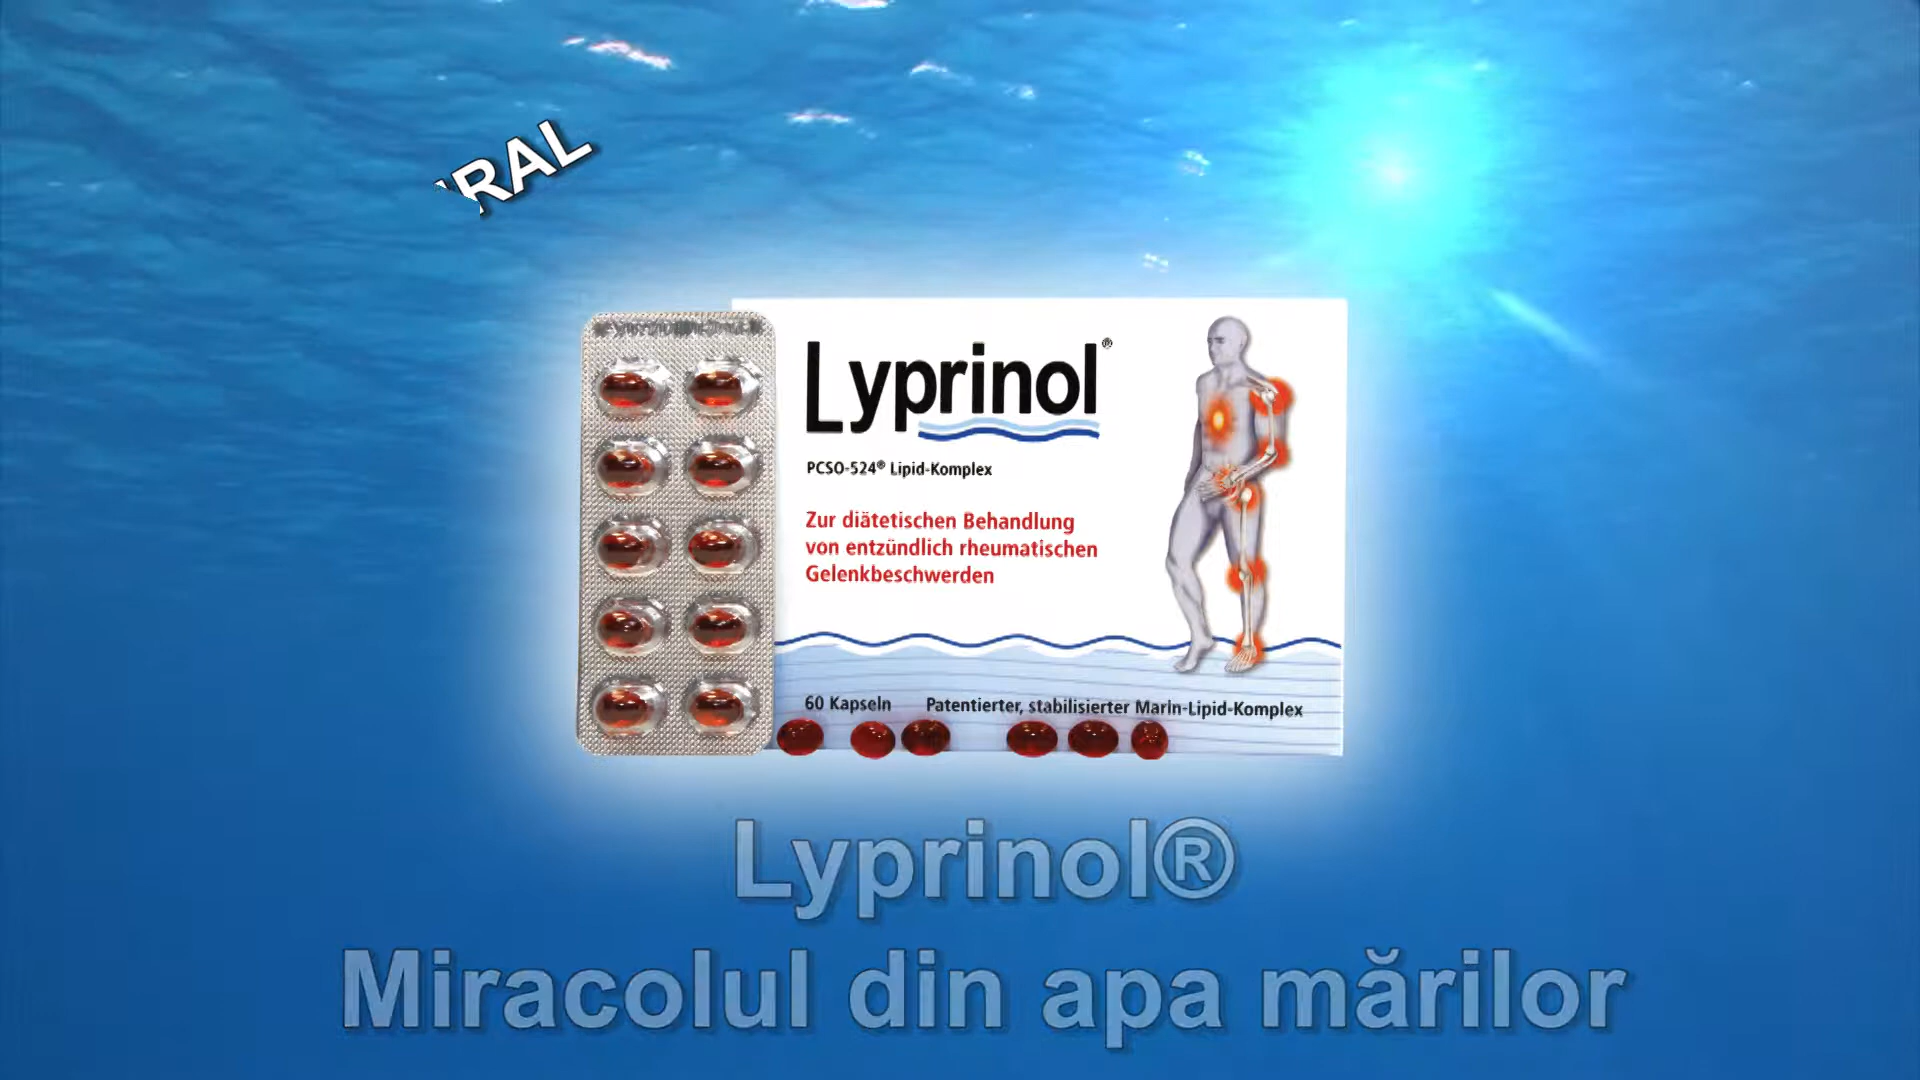 Lyprinol®
PCSO-524® Lipid-Komplex
Zur diätetischen Behandlung
von entzündlich rheumatischen
Gelenkbeschwerden
60 Kapseln Patentierter, stabilisierter Marin-Lipid-Komplex
Lyprinol®
Miracolul din apa mărilor